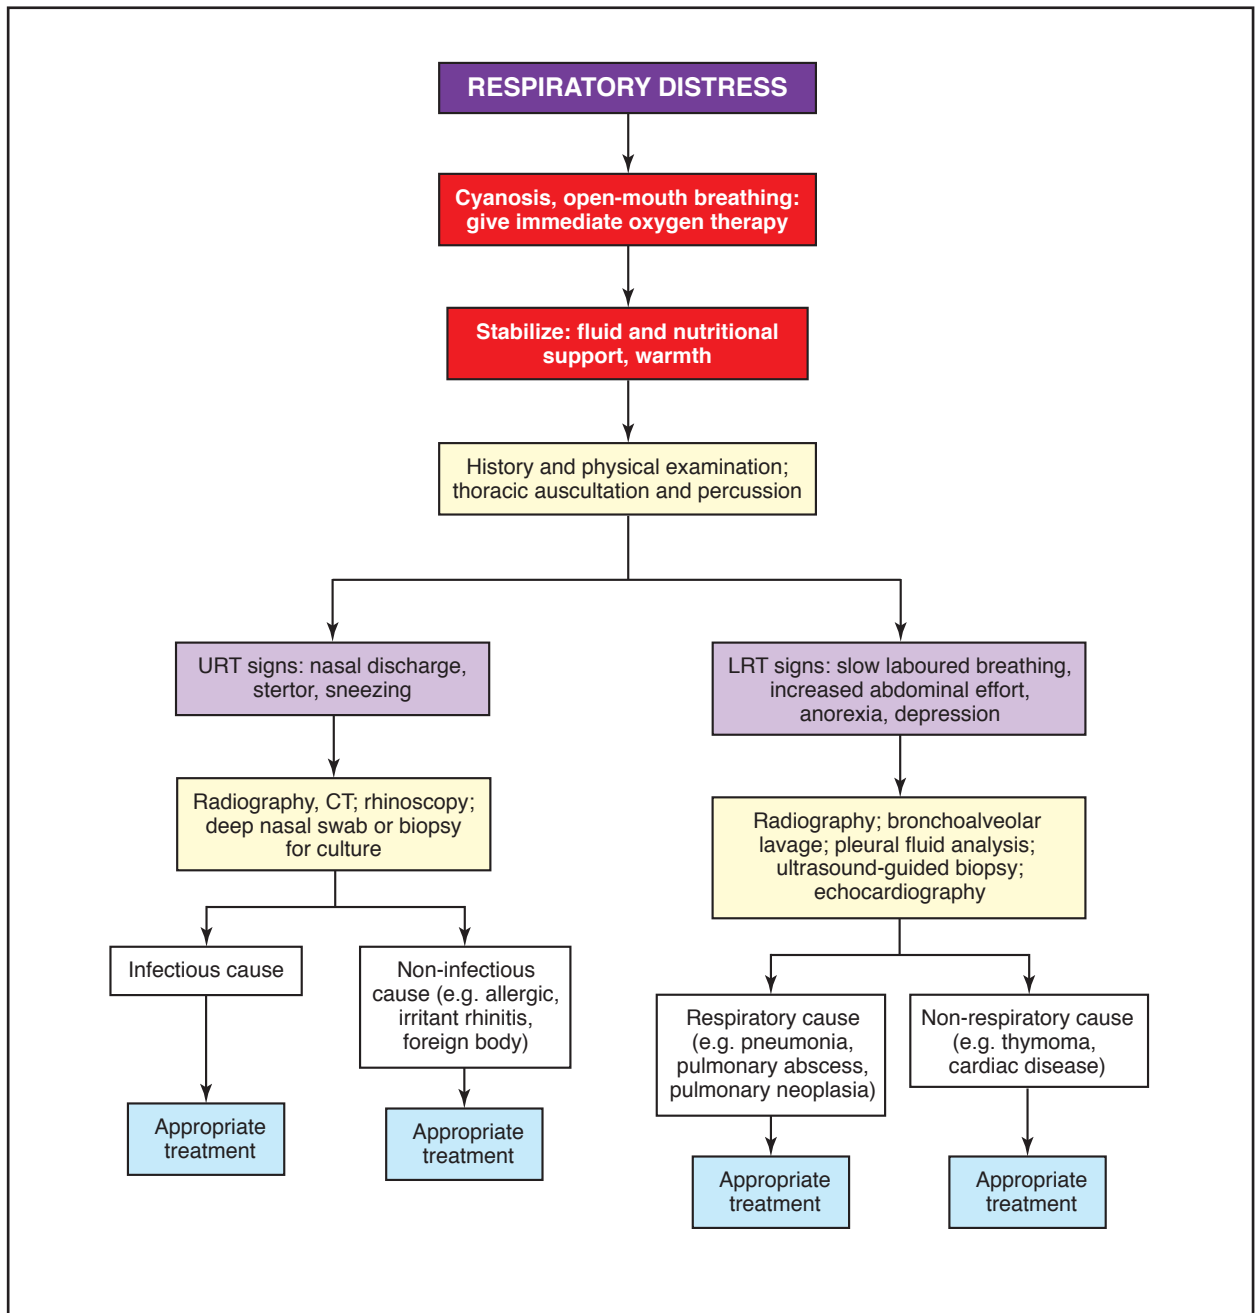 RESPIRATORY DISTRESS
Cyanosis, open-mouth breathing:
give immediate oxygen therapy
Stabilize: fluid and nutritional
support, warmth
History and physical examination;
thoracic auscultation and percussion
URT signs: nasal discharge,
stertor, sneezing
LRT signs: slow laboured breathing,
increased abdominal effort,
anorexia, depression
Radiography, CT; rhinoscopy;
deep nasal swab or biopsy
for culture
Radiography; bronchoalveolar
lavage; pleural fluid analysis;
ultrasound-guided biopsy;
echocardiography
Infectious cause
Non-infectious
cause (e.g. allergic,
irritant rhinitis,
foreign body)
Respiratory cause
(e.g. pneumonia,
pulmonary abscess,
pulmonary neoplasia)
Non-respiratory cause
(e.g. thymoma,
cardiac disease)
Appropriate
treatment
Appropriate
treatment
Appropriate
treatment
Appropriate
treatment